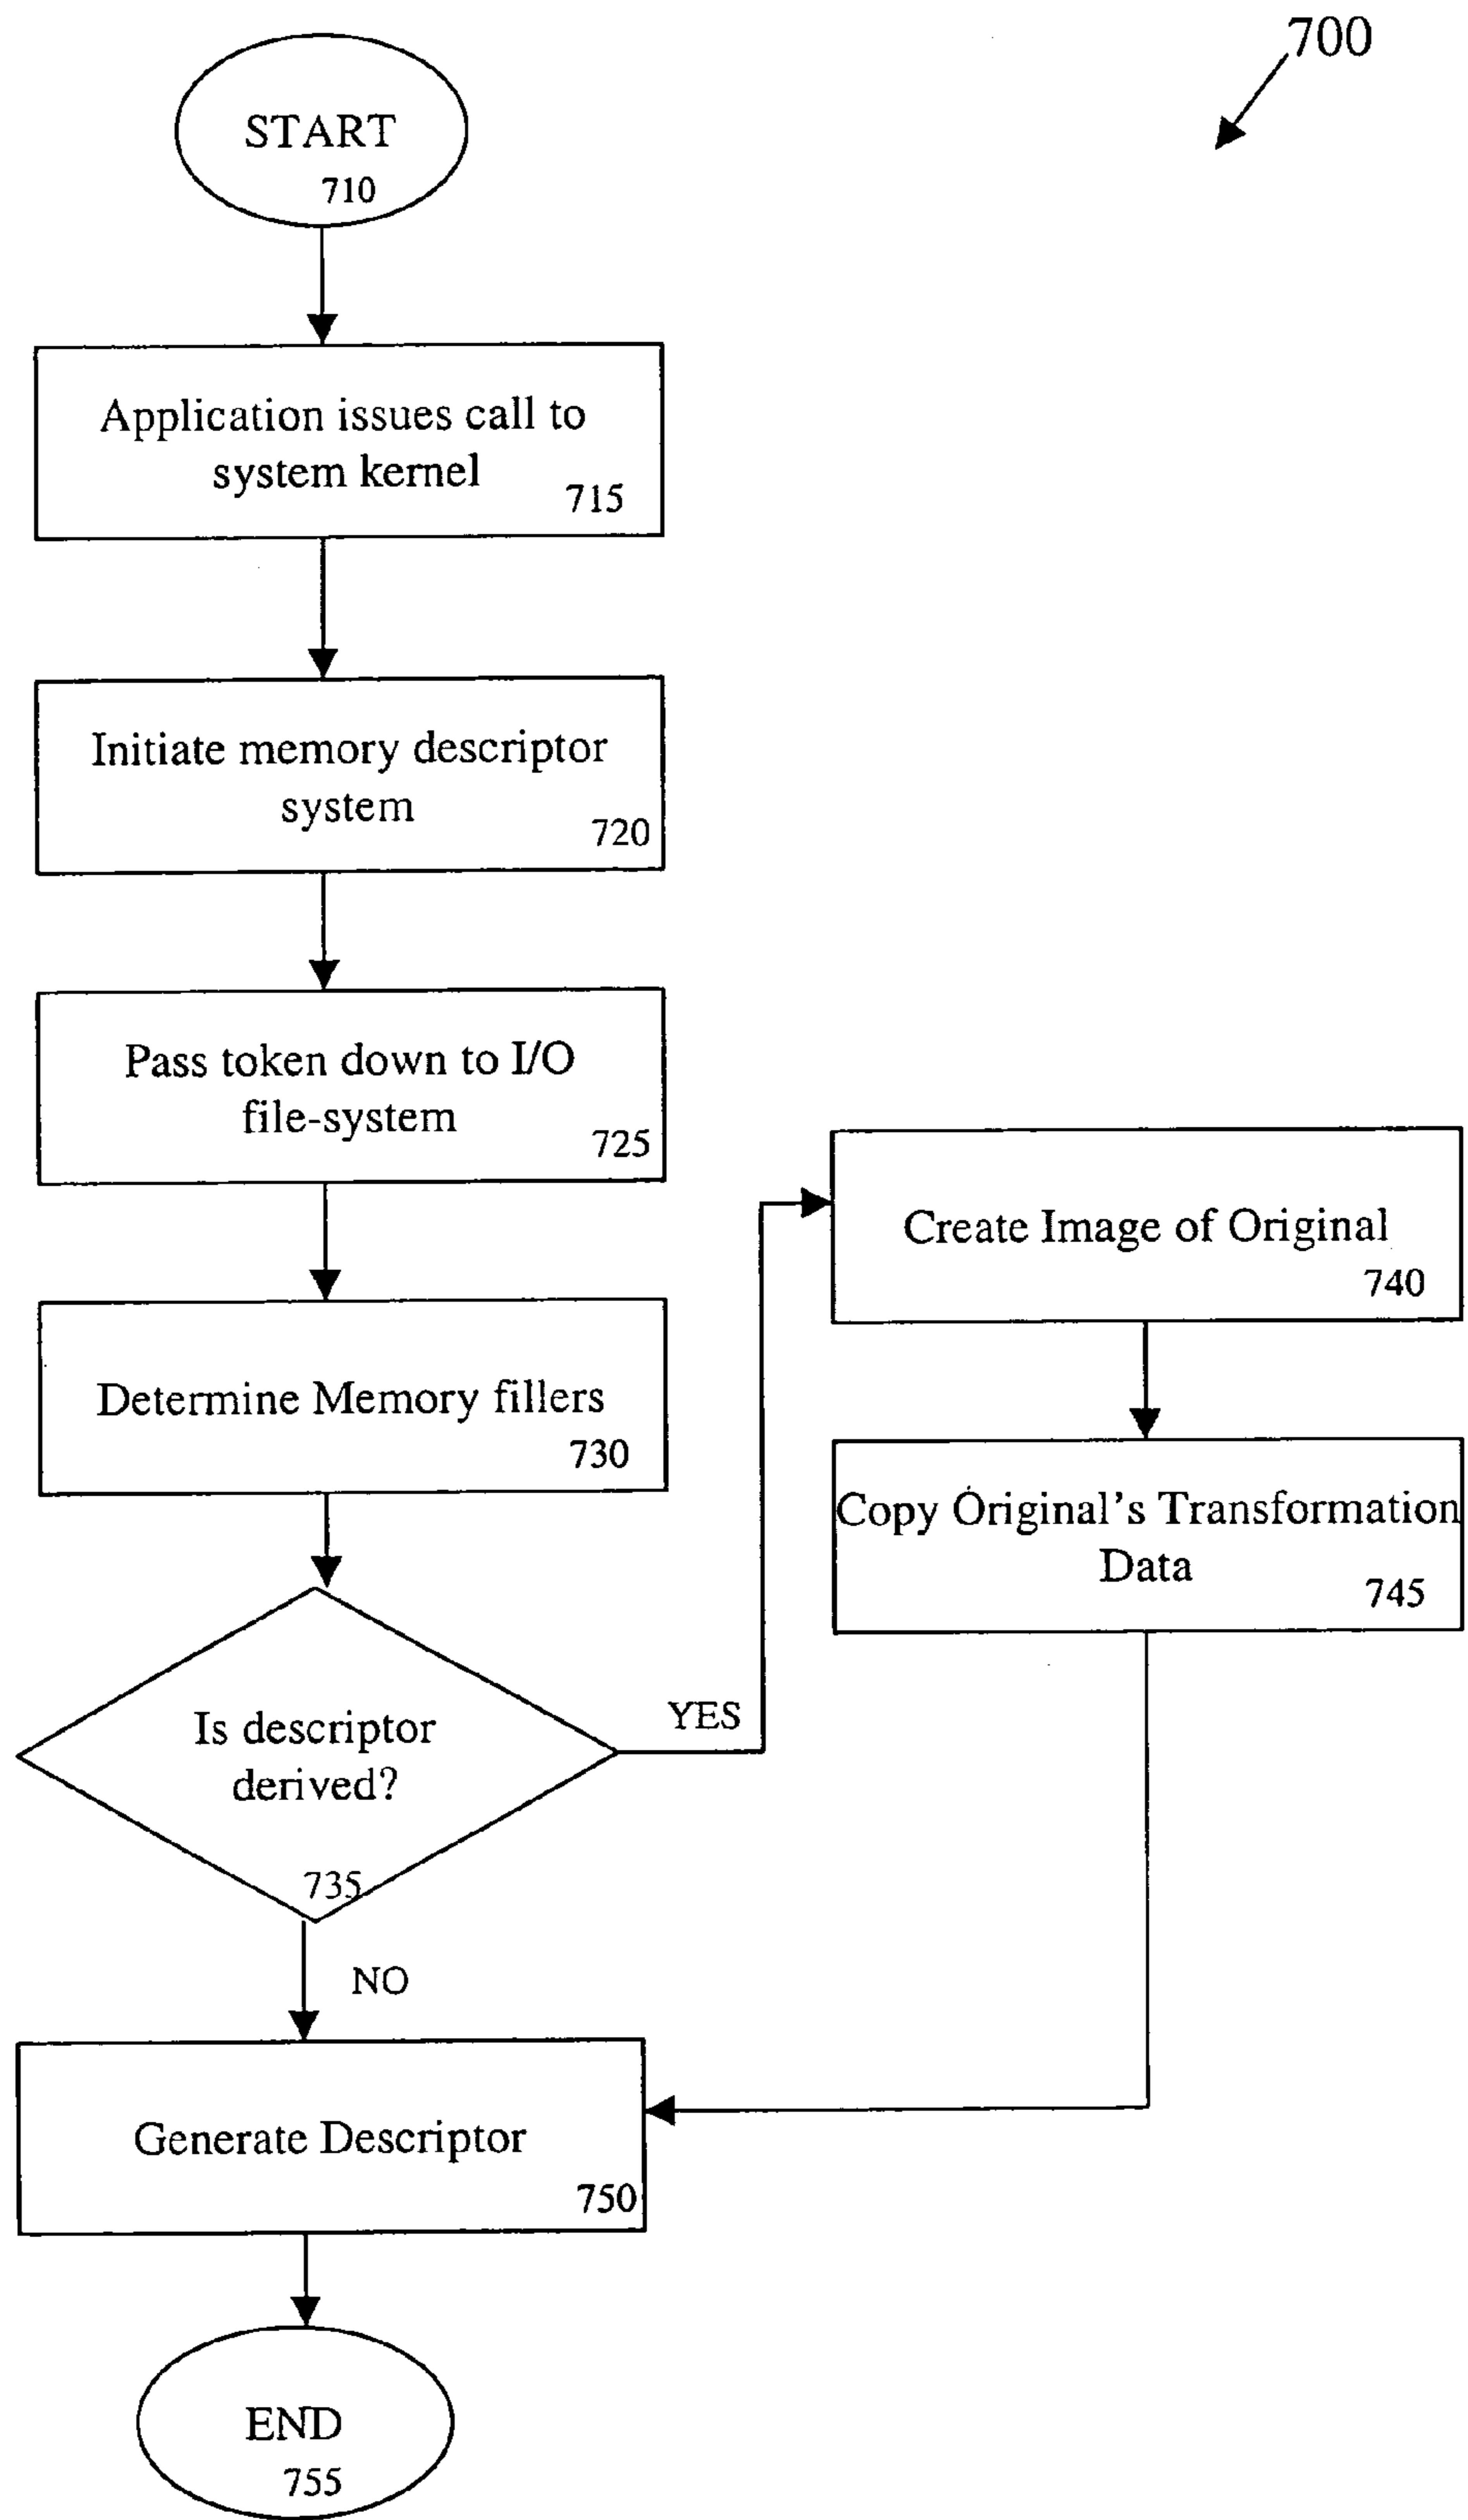 700
START
710
Application issues call to
system kernel
715
Initiate memory descriptor
system
720
Pass token down to I/O
file-system
725
Determine Memory fillers
730
Is descriptor
derived?
735
YES
NO
Create Image of Original
740
Copy Original's Transformation
Data
745
Generate Descriptor
750
END
755